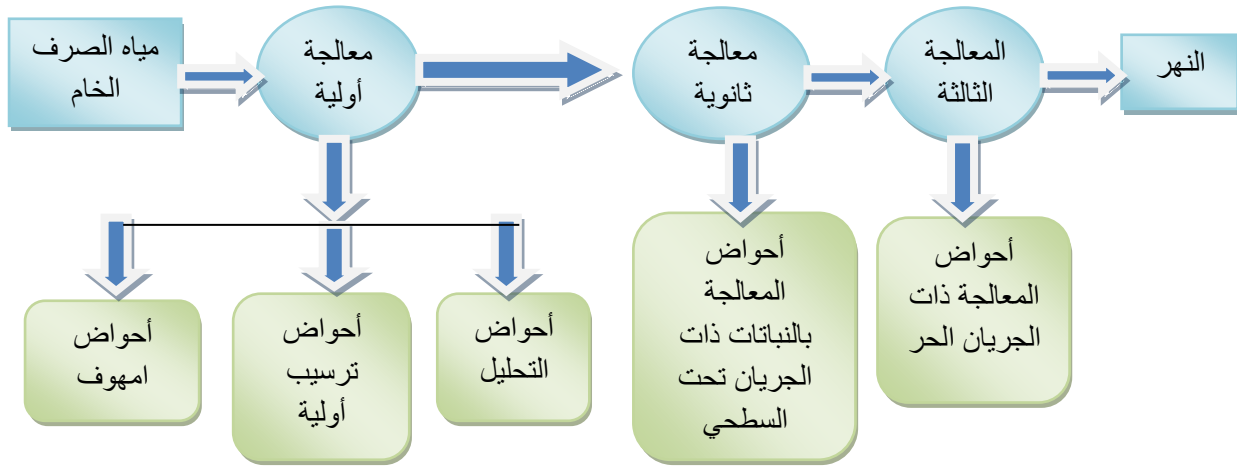 مياه الصرف
الخام
معالجة
أولية
معالجة
ثانوية
المعالجة
الثالثة
النهر
أحواض
المعالجة
بالنباتات ذات
الجريان تحت
السطحي
أحواض
المعالجة ذات
الجريان الحر
أحواض
التحليل
أحواض
ترسيب
أولية
أحواض
امهوف